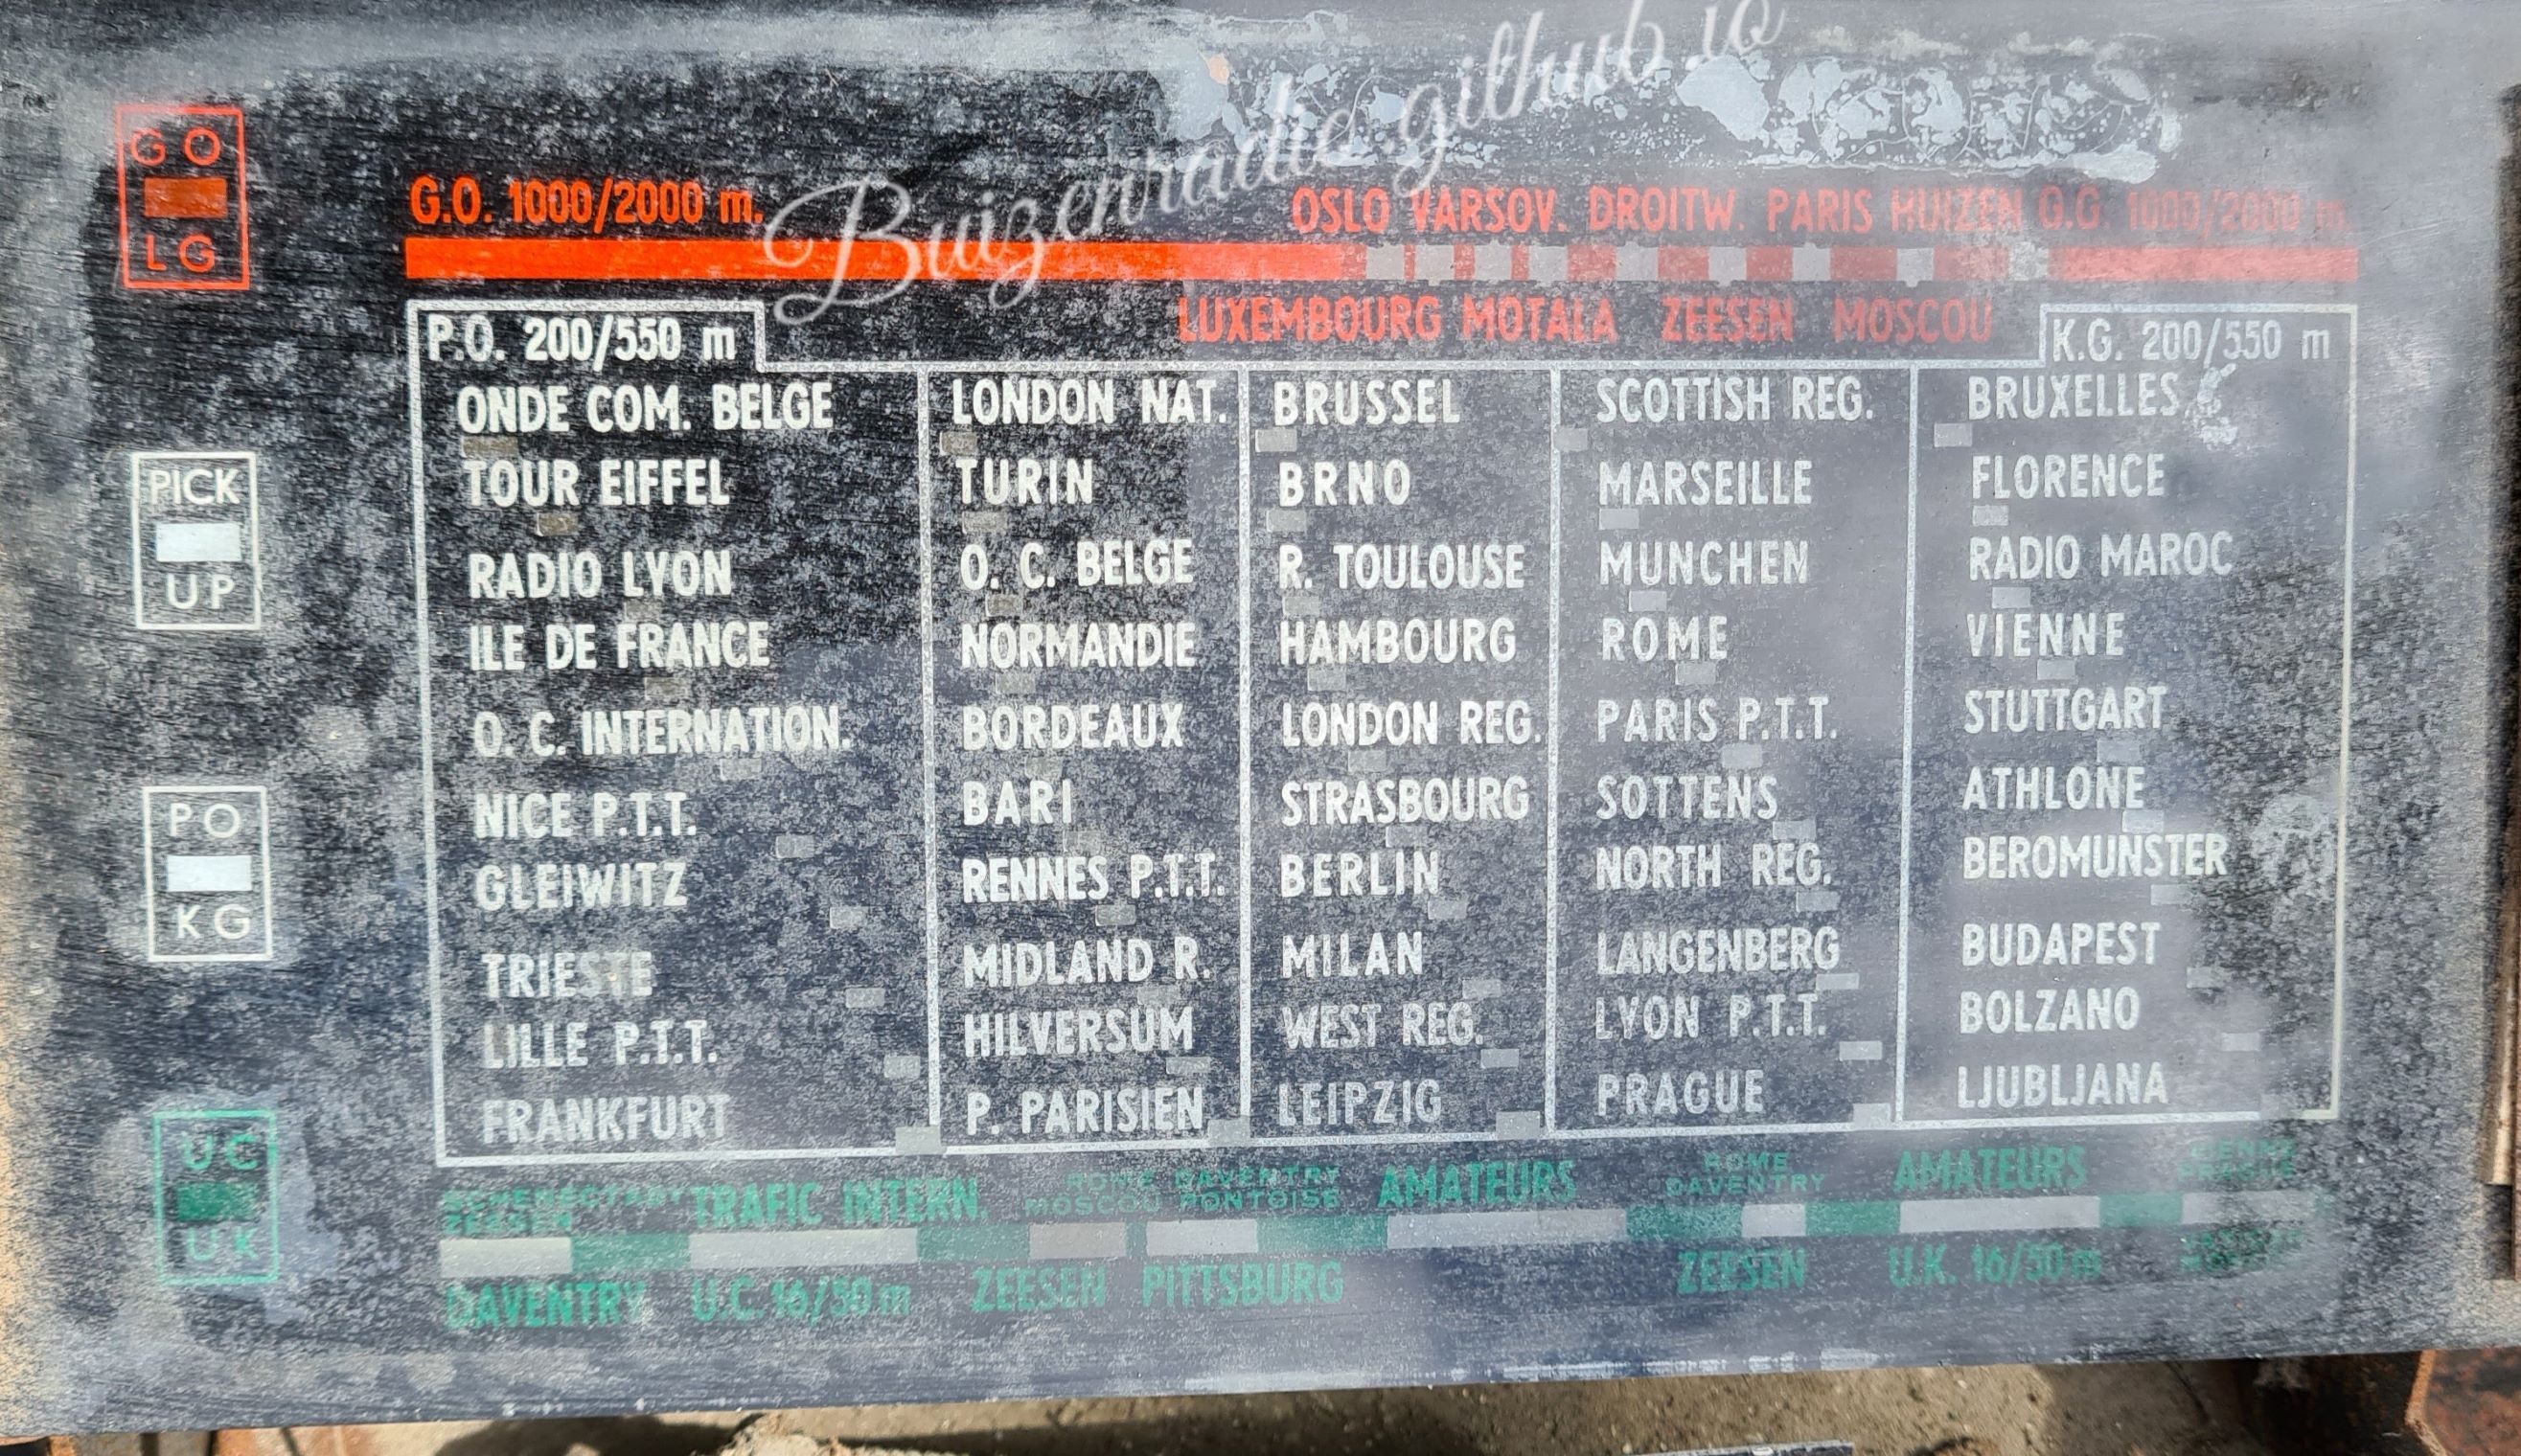 Buizenradio.github.io
GO
LG
G.O. 1000/2000 m.
OSLO VARSOV. DROITW. PARIS HUIZEN G.G. 1000/2000 m.
LUXEMBOURG MOTALA ZEESEN MOSCOU
P.O. 200/550 m
K.G. 200/550 m
PICK
UP
PO
KG
ONDE COM. BELGE
TOUR EIFFEL
RADIO LYON
ILE DE FRANCE
O. C. INTERNATION.
NICE P.T.T.
GLEIWITZ
TRIESTE
LILLE P.T.T.
FRANKFURT
LONDON NAT.
TURIN
O. C. BELGE
NORMANDIE
BORDEAUX
BARI
RENNES P.T.T.
MIDLAND R.
HILVERSUM
P. PARISIEN
BRUSSEL
BRNO
R. TOULOUSE
HAMBOURG
LONDON REG.
STRASBOURG
BERLIN
MILAN
WEST REG.
LEIPZIG
SCOTTISH REG.
MARSEILLE
MUNCHEN
ROME
PARIS P.T.T.
SOTTENS
NORTH REG.
LANGENBERG
LYON P.T.T.
PRAGUE
BRUXELLES
FLORENCE
RADIO MAROC
VIENNE
STUTTGART
ATHLONE
BEROMUNSTER
BUDAPEST
BOLZANO
LJUBLJANA
UC
UK
SCHENECTADY
ZEESEN
TRAFIC INTERN.
ROME DAVENTRY
MOSCOU PONTOISE
AMATEURS
ROME
DAVENTRY
AMATEURS
DAVENTRY U.C. 16/50 m ZEESEN PITTSBURG
ZEESEN U.K. 16/50 m